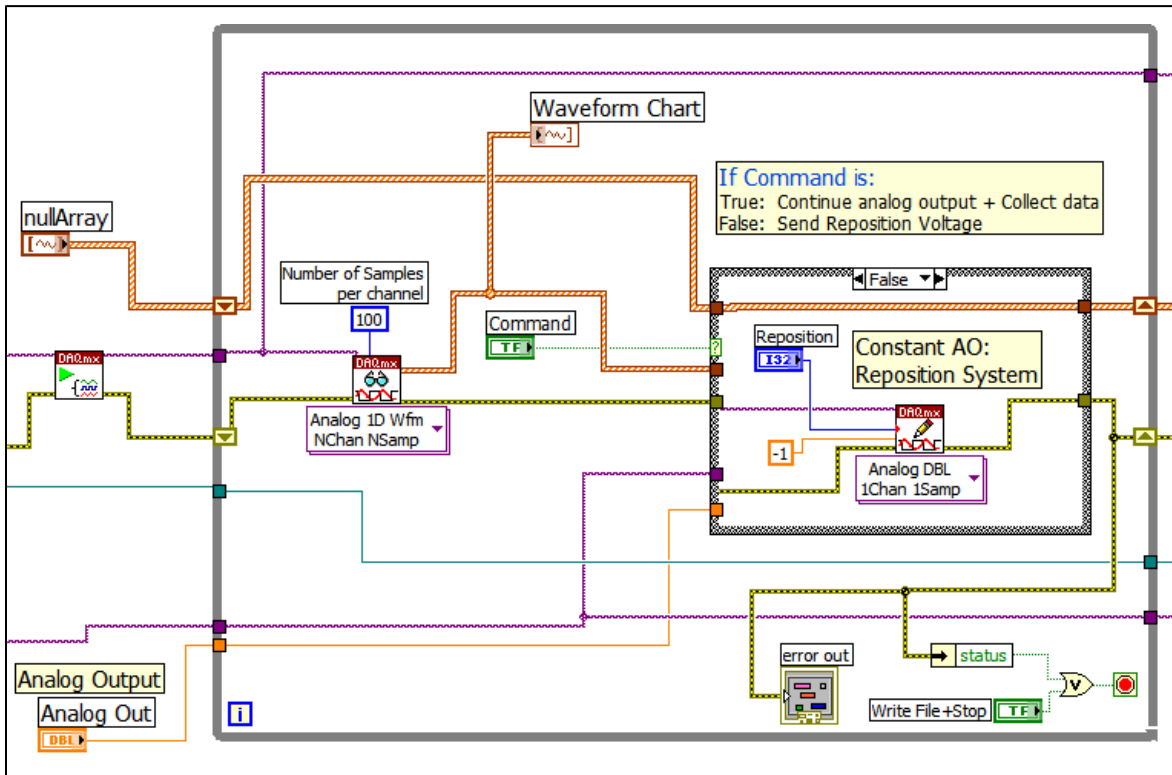 Waveform Chart
If Command is:
True: Continue analog output + Collect data
False: Send Reposition Voltage
nullArray
Number of Samples
per channel
100
False
Command
TF
?
Reposition
I32
Constant AO:
Reposition System
DAQmx
DAQmx
DAQmx
Analog 1D Wfm
NChan NSamp
-1
Analog DBL
1Chan 1Samp
error out
status
V
Analog Output
Analog Out
DBL
i
Write File+Stop
TF